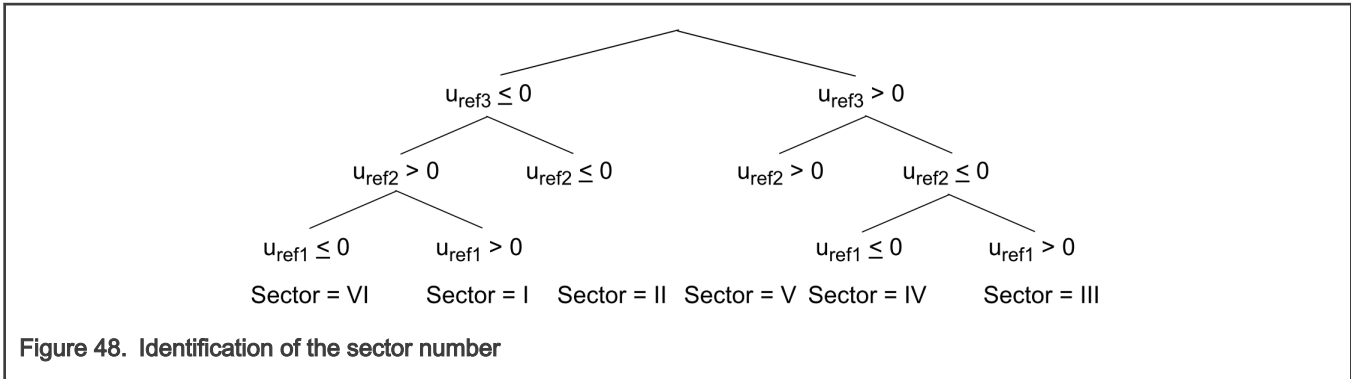 u_ref3 ≤ 0 u_ref3 > 0
u_ref2 > 0 u_ref2 ≤ 0 u_ref2 > 0 u_ref2 ≤ 0
u_ref1 ≤ 0 u_ref1 > 0 u_ref1 ≤ 0 u_ref1 > 0
Sector = VI Sector = I Sector = II Sector = V Sector = IV Sector = III
Figure 48. Identification of the sector number